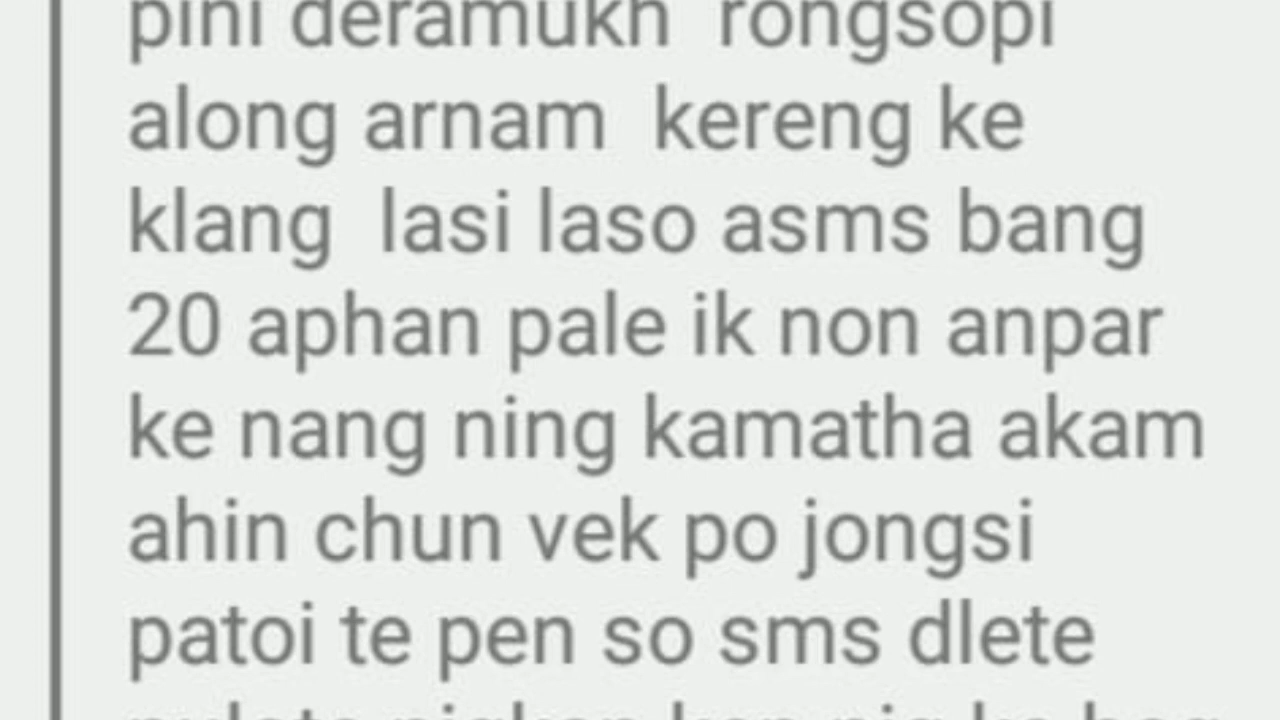 pini deramukh  rongsopi
along arnam  kereng ke
klang  lasi laso asms bang
20 aphan pale ik non anpar
ke nang ning kamatha akam
ahin chun vek po jongsi
patoi te pen so sms dlete